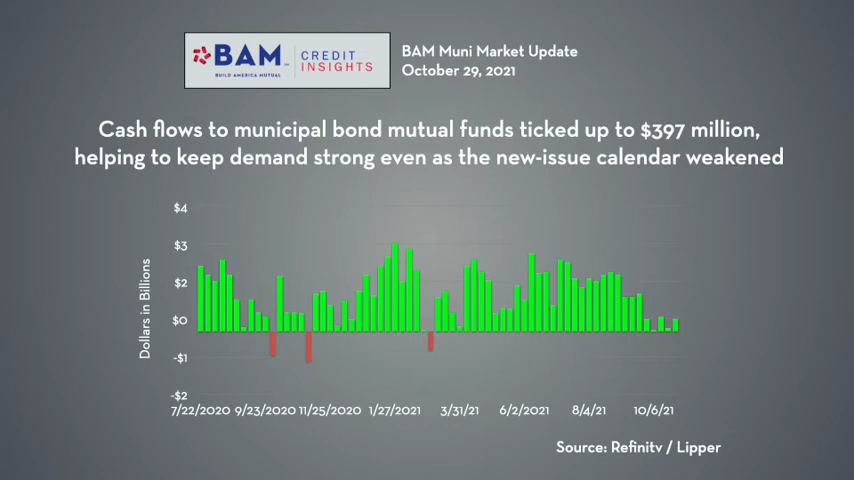 BAM
BUILD AMERICA MUTUAL
CREDIT
INSIGHTS
BAM Muni Market Update
October 29, 2021
Cash flows to municipal bond mutual funds ticked up to $397 million,
helping to keep demand strong even as the new-issue calendar weakened
Dollars in Billions
$4
$3
$2
$0
-$1
-$2
7/22/2020 9/23/2020 11/25/2020 1/27/2021 3/31/21 6/2/2021 8/4/21 10/6/21
Source: Refinitv / Lipper